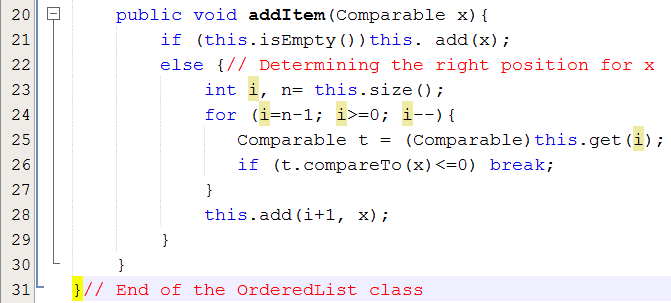 20 public void addItem(Comparable x){
21 if (this.isEmpty())this. add(x);
22 else {// Determining the right position for x
23 int i, n= this.size();
24 for (i=n-1; i>=0; i--){
25 Comparable t = (Comparable)this.get(i);
26 if (t.compareTo(x)<=0) break;
27 }
28 this.add(i+1, x);
29 }
30 }
31 }// End of the OrderedList class